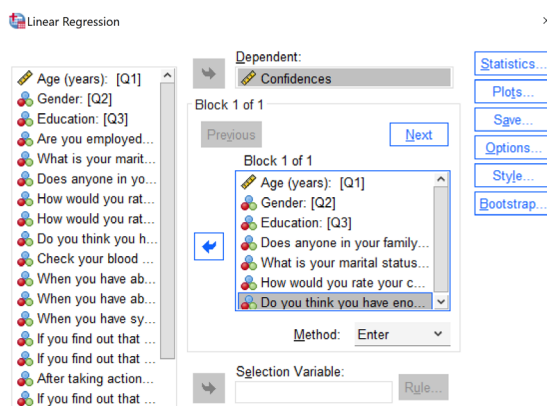 Linear Regression
Age (years): [Q1]
Gender: [Q2]
Education: [Q3]
Are you employed...
What is your marit...
Does anyone in yo...
How would you rat...
How would you rat...
Do you think you h...
Check your blood ...
When you have ab...
When you have ab...
When you have sy...
If you find out that ...
If you find out that ...
After taking action...
If you find out that ...
Dependent:
Confidences
Block 1 of 1
Previous
Next
Block 1 of 1
Age (years): [Q1]
Gender: [Q2]
Education: [Q3]
Does anyone in your family...
What is your marital status...
How would you rate your c...
Do you think you have eno...
Method: Enter
Selection Variable:
Rule...
Statistics...
Plots...
Save...
Options...
Style...
Bootstrap...